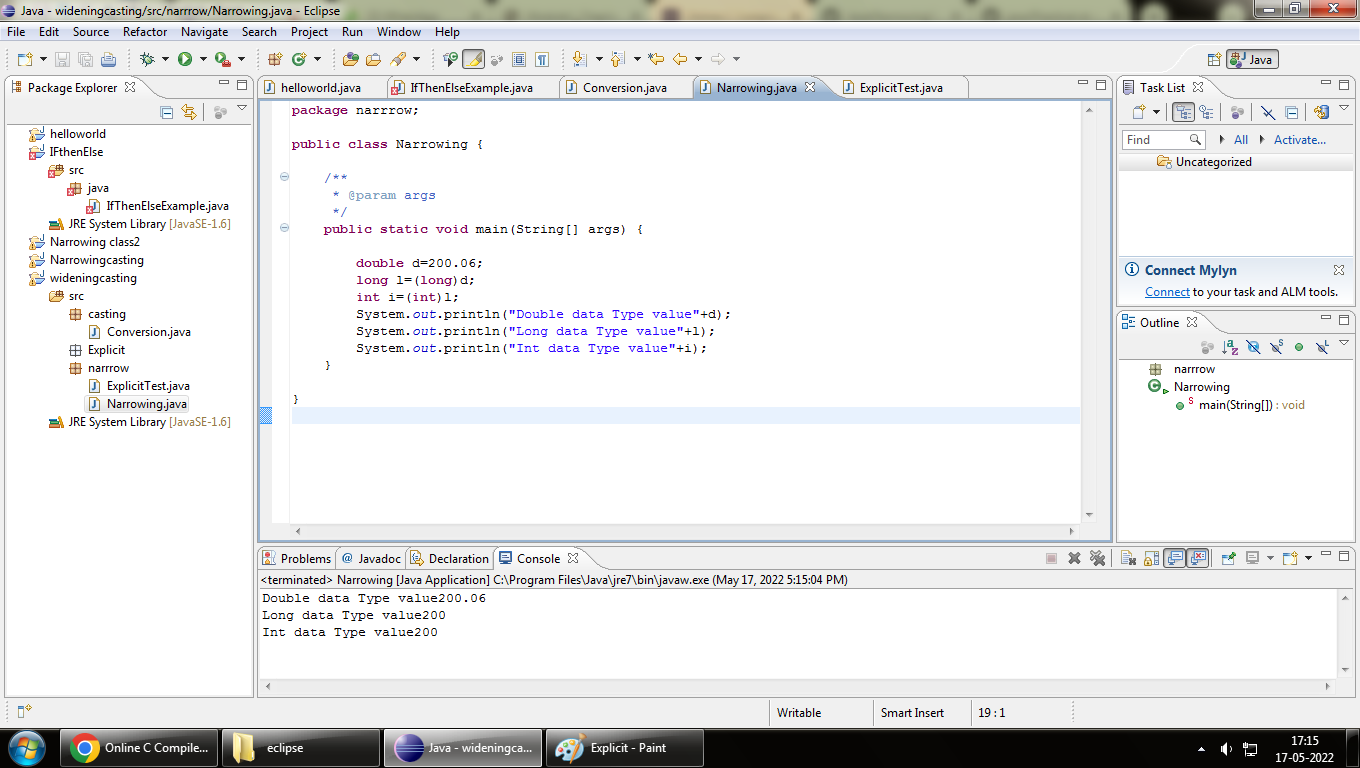 Java - wideningcasting/src/narrrow/Narrowing.java - Eclipse
File Edit Source Refactor Navigate Search Project Run Window Help
Java
Package Explorer
helloworld
IFthenElse
src
java
IfThenElseExample.java
JRE System Library [JavaSE-1.6]
Narrowing class2
Narrowingcasting
wideningcasting
src
casting
Conversion.java
Explicit
narrrow
ExplicitTest.java
Narrowing.java
JRE System Library [JavaSE-1.6]
helloworld.java IfThenElseExample.java Conversion.java Narrowing.java ExplicitTest.java
package narrrow;
public class Narrowing {
/**
* @param args
*/
public static void main(String[] args) {
double d=200.06;
long l=(long)d;
int i=(int)l;
System.out.println("Double data Type value"+d);
System.out.println("Long data Type value"+l);
System.out.println("Int data Type value"+i);
}
}
Task List
Find All Activate...
Uncategorized
Connect Mylyn
Connect to your task and ALM tools.
Outline
narrrow
Narrowing
main(String[]) : void
Problems @ Javadoc Declaration Console
<terminated> Narrowing [Java Application] C:\Program Files\Java\jre7\bin\javaw.exe (May 17, 2022 5:15:04 PM)
Double data Type value200.06
Long data Type value200
Int data Type value200
Writable Smart Insert 19 : 1
Online C Compile... eclipse Java - wideningca... Explicit - Paint
17:15
17-05-2022